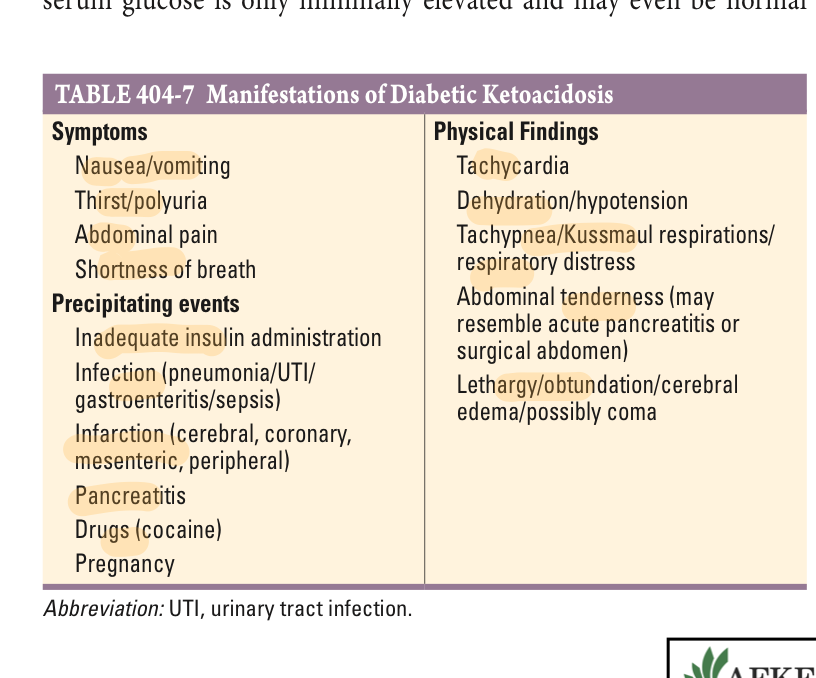 serum glucose is only minimally elevated and may even be normal
TABLE 404-7 Manifestations of Diabetic Ketoacidosis
Symptoms
Nausea/vomiting
Thirst/polyuria
Abdominal pain
Shortness of breath
Precipitating events
Inadequate insulin administration
Infection (pneumonia/UTI/
gastroenteritis/sepsis)
Infarction (cerebral, coronary,
mesenteric, peripheral)
Pancreatitis
Drugs (cocaine)
Pregnancy
Physical Findings
Tachycardia
Dehydration/hypotension
Tachypnea/Kussmaul respirations/
respiratory distress
Abdominal tenderness (may
resemble acute pancreatitis or
surgical abdomen)
Lethargy/obtundation/cerebral
edema/possibly coma
Abbreviation: UTI, urinary tract infection.